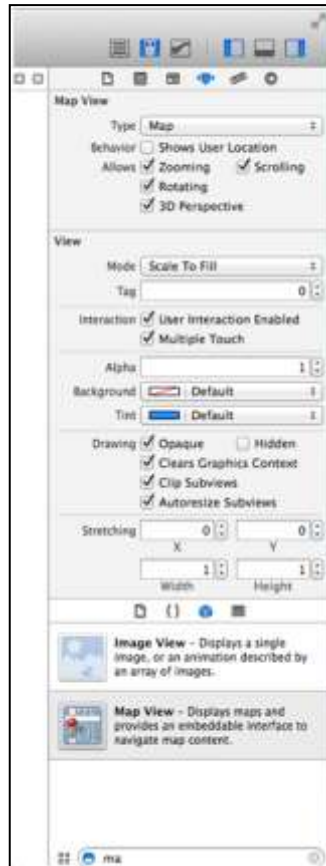 Map View
Type Map
Behavior Shows User Location
Allows Zooming Scrolling
Rotating
3D Perspective
View
Mode Scale To Fill
Tag 0
Interaction User Interaction Enabled
Multiple Touch
Alpha 1
Background Default
Tint Default
Drawing Opaque Hidden
Clears Graphics Context
Clip Subviews
Autoresize Subviews
Stretching 0 0
X Y
1 1
Width Height
{ }
Image View - Displays a single
image, or an animation described by
an array of images.
Map View - Displays maps and
provides an embeddable interface to
navigate map content.
ma